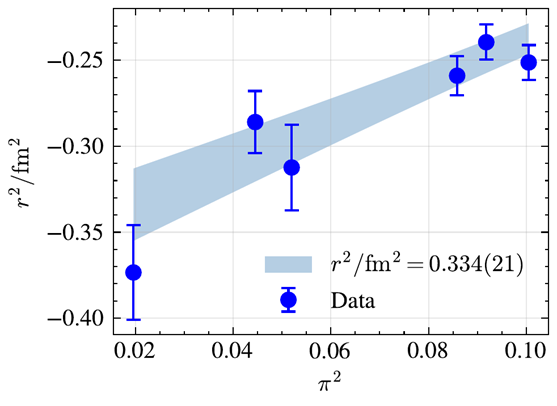 −0.25
−0.30
−0.35
−0.40
r²/fm²
r²/fm² = 0.334(21)
Data
0.02 0.04 0.06 0.08 0.10
π²